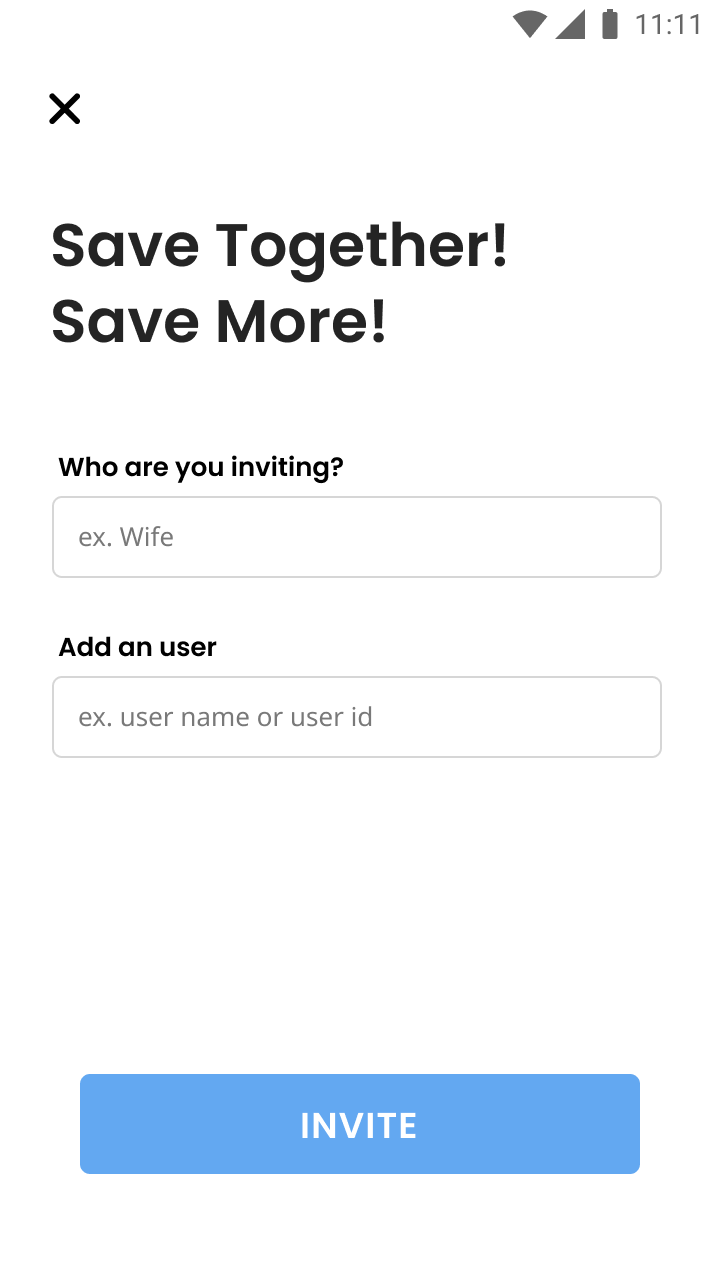 11:11
Save Together!
Save More!
Who are you inviting?
ex. Wife
Add an user
ex. user name or user id
INVITE